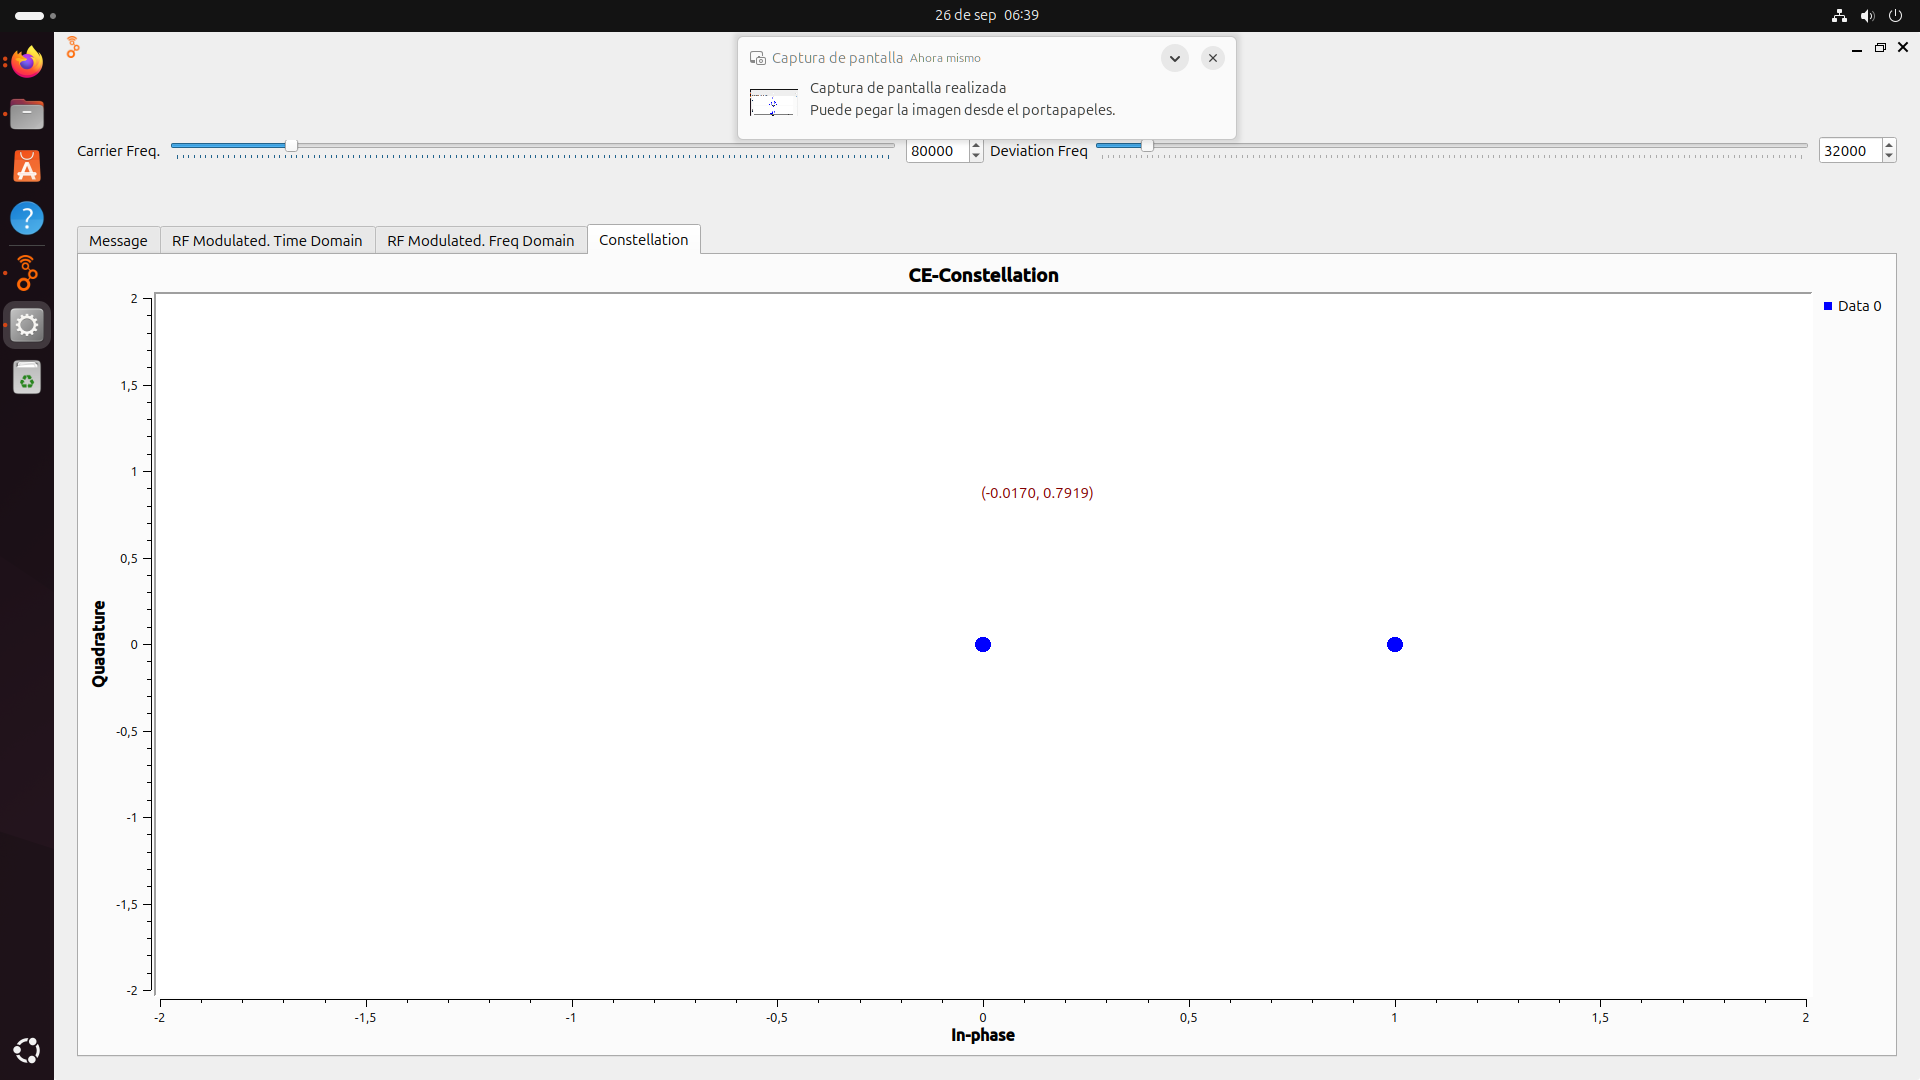 26 de sep 06:39
Captura de pantalla Ahora mismo
Captura de pantalla realizada
Puede pegar la imagen desde el portapapeles.
Carrier Freq. 80000 Deviation Freq 32000
Message RF Modulated. Time Domain RF Modulated. Freq Domain Constellation
CE-Constellation
Data 0
2
1,5
1
(-0.0170, 0.7919)
0,5
0
-0,5
-1
-1,5
-2
Quadrature
-2 -1,5 -1 -0,5 0 0,5 1 1,5 2
In-phase